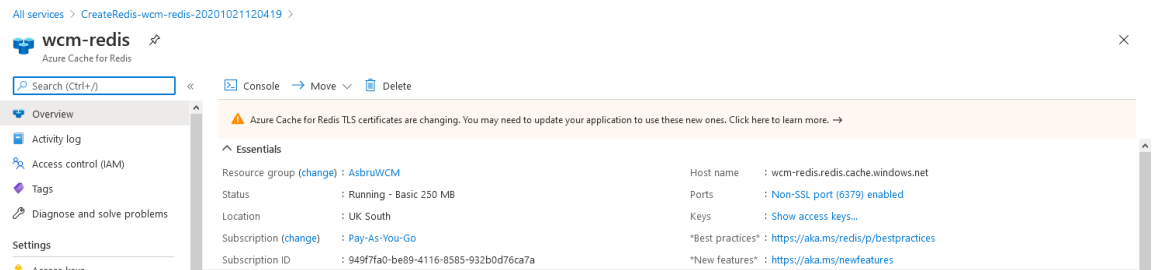 All services > CreateRedis-wcm-redis-20201021120419 >
wcm-redis
Azure Cache for Redis
Search (Ctrl+/) «
Console Move Delete
Overview
Activity log
Access control (IAM)
Tags
Diagnose and solve problems
Settings
Access keys
Azure Cache for Redis TLS certificates are changing. You may need to update your application to use these new ones. Click here to learn more. →
Essentials
Resource group (change) : AsbruWCM
Status : Running - Basic 250 MB
Location : UK South
Subscription (change) : Pay-As-You-Go
Subscription ID : 949f7fa0-be89-4116-8585-932b0d76ca7a
Host name : wcm-redis.redis.cache.windows.net
Ports : Non-SSL port (6379) enabled
Keys : Show access keys...
*Best practices* : https://aka.ms/redis/p/bestpractices
*New features* : https://aka.ms/newfeatures